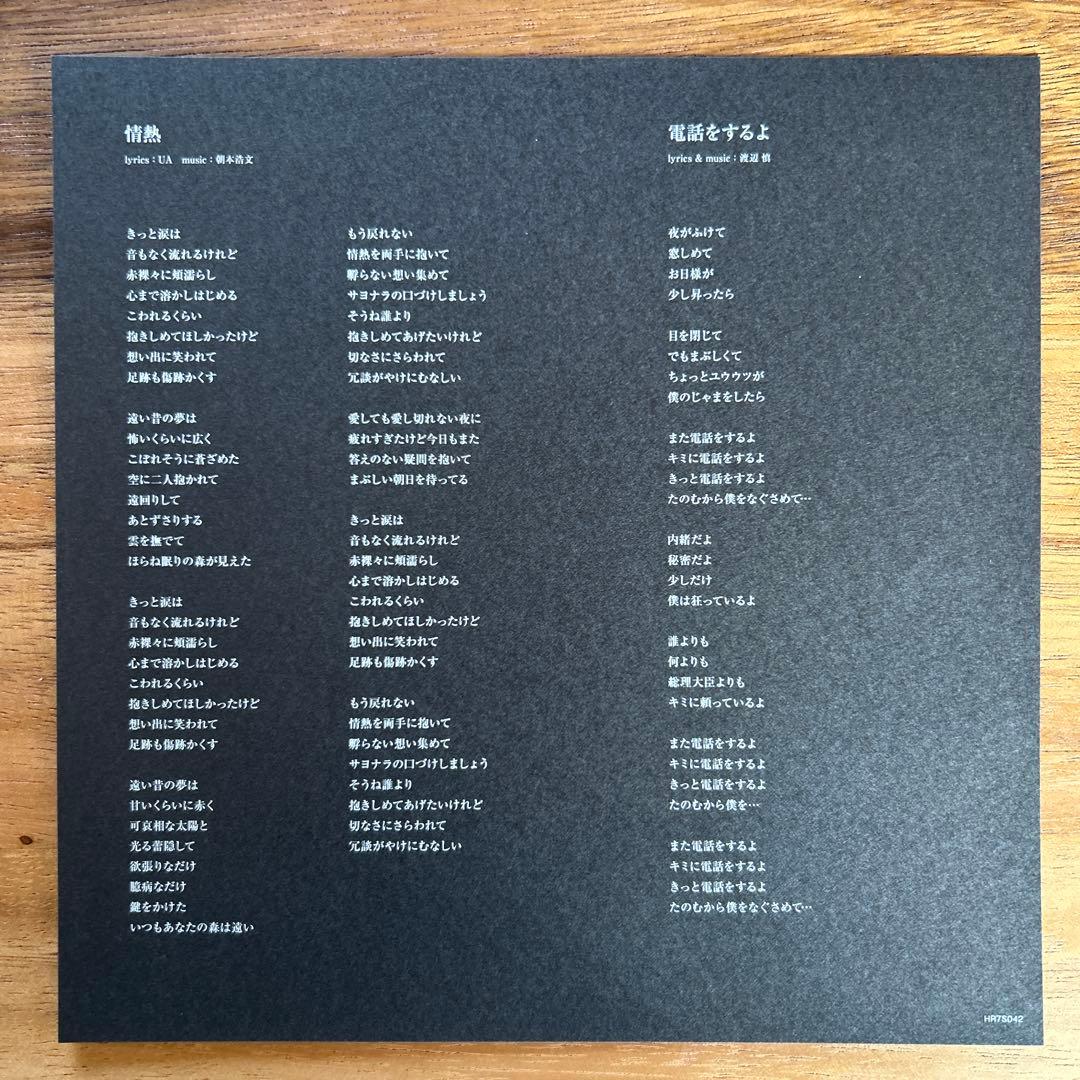 情熱
lyrics：UA　music：朝本浩文
きっと涙は
音もなく流れるけれど
赤裸々に頬濡らし
心まで溶かしはじめる
こわれるくらい
抱きしめてほしかったけど
想い出に笑われて
足跡も傷跡かくす
遠い昔の夢は
怖いくらいに広く
こぼれそうに蒼ざめた
空に二人抱かれて
遠回りして
あとずさりする
雲を撫でて
ほらね眠りの森が見えた
きっと涙は
音もなく流れるけれど
赤裸々に頬濡らし
心まで溶かしはじめる
こわれるくらい
抱きしめてほしかったけど
想い出に笑われて
足跡も傷跡かくす
遠い昔の夢は
甘いくらいに赤く
可哀相な太陽と
光る蕾隠して
欲張りなだけ
臆病なだけ
鍵をかけた
いつもあなたの森は遠い
もう戻れない
情熱を両手に抱いて
孵らない想い集めて
サヨナラの口づけしましょう
そうね誰より
抱きしめてあげたいけれど
切なさにさらわれて
冗談がやけにむなしい
愛しても愛し切れない夜に
疲れすぎたけど今日もまた
答えのない疑問を抱いて
まぶしい朝日を待ってる
きっと涙は
音もなく流れるけれど
赤裸々に頬濡らし
心まで溶かしはじめる
こわれるくらい
抱きしめてほしかったけど
想い出に笑われて
足跡も傷跡かくす
もう戻れない
情熱を両手に抱いて
孵らない想い集めて
サヨナラの口づけしましょう
そうね誰より
抱きしめてあげたいけれど
切なさにさらわれて
冗談がやけにむなしい
電話をするよ
lyrics & music：渡辺 慎
夜がふけて
窓しめて
お日様が
少し昇ったら
目を閉じて
でもまぶしくて
ちょっとユウウツが
僕のじゃまをしたら
また電話をするよ
キミに電話をするよ
きっと電話をするよ
たのむから僕をなぐさめて…
内緒だよ
秘密だよ
少しだけ
僕は狂っているよ
誰よりも
何よりも
総理大臣よりも
キミに頼っているよ
また電話をするよ
キミに電話をするよ
きっと電話をするよ
たのむから僕を…
また電話をするよ
キミに電話をするよ
きっと電話をするよ
たのむから僕をなぐさめて…
HR7S042